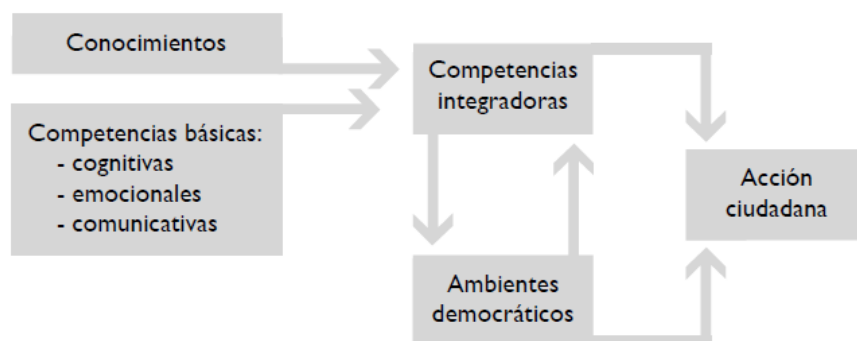 Conocimientos
Competencias básicas:
- cognitivas
- emocionales
- comunicativas
Competencias
integradoras
Ambientes
democráticos
Acción
ciudadana